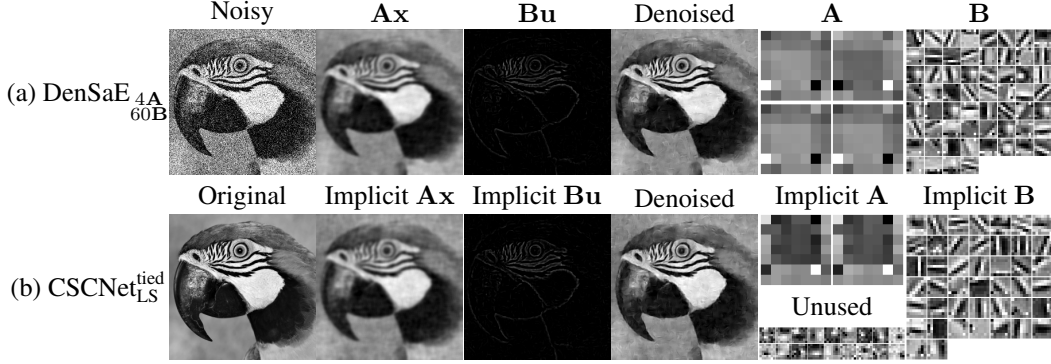 Noisy Ax Bu Denoised A B
(a) DenSaE 4A 60B
Original Implicit Ax Implicit Bu Denoised Implicit A Implicit B
(b) CSCNet tied LS
Unused